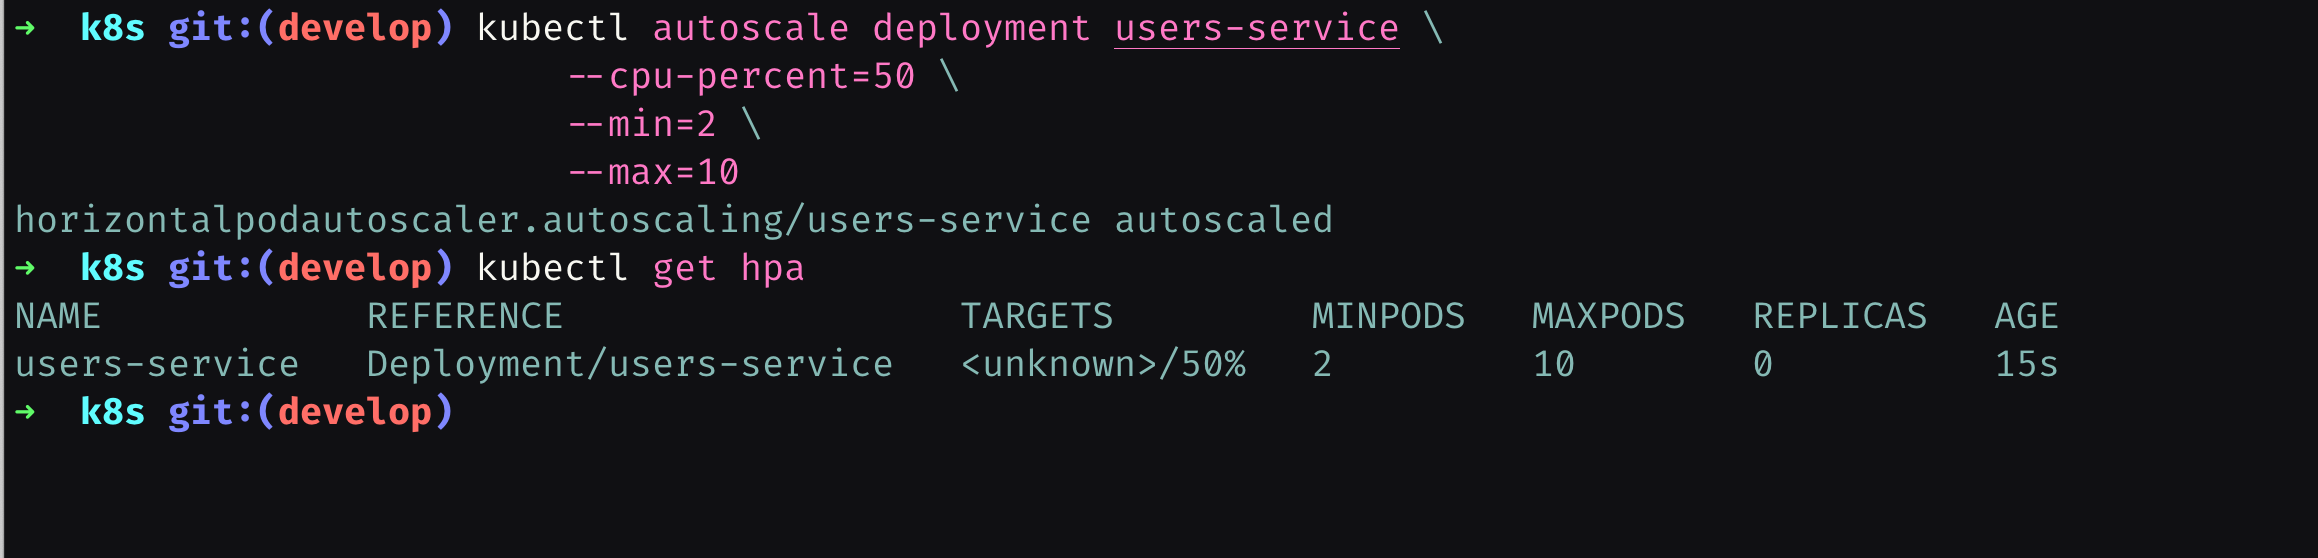 ➜  k8s git:(develop) kubectl autoscale deployment users-service \
--cpu-percent=50 \
--min=2 \
--max=10
horizontalpodautoscaler.autoscaling/users-service autoscaled
➜  k8s git:(develop) kubectl get hpa
NAME            REFERENCE                  TARGETS         MINPODS   MAXPODS   REPLICAS   AGE
users-service   Deployment/users-service   <unknown>/50%   2         10        0          15s
➜  k8s git:(develop)